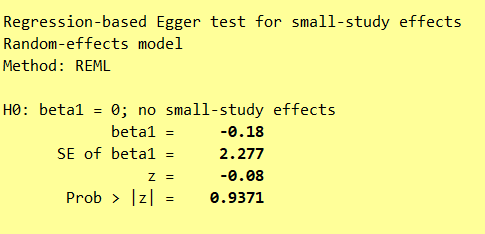 Regression-based Egger test for small-study effects
Random-effects model
Method: REML
H0: beta1 = 0; no small-study effects
beta1 = -0.18
SE of beta1 = 2.277
z = -0.08
Prob > |z| = 0.9371